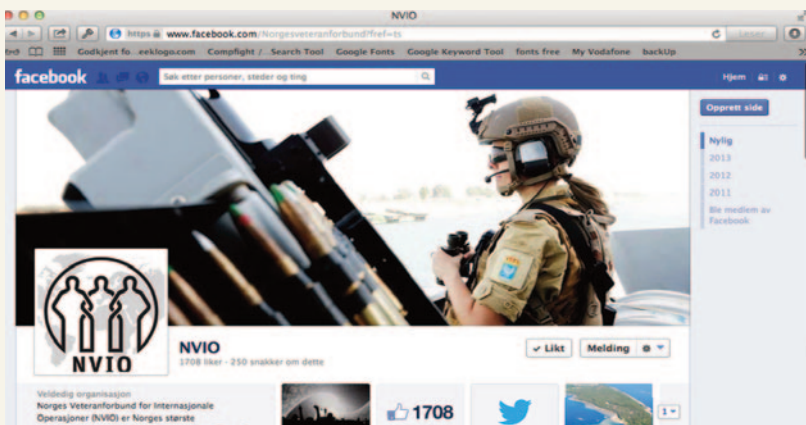 NVIO
https www.facebook.com/Norgesveteranforbund?fref=ts
Leser
Godkjent fo...eeklogo.com Compfight / ...Search Tool Google Fonts Google Keyword Tool fonts free My Vodafone backUp
facebook
Søk etter personer, steder og ting
Hjem
Opprett side
Nylig
2013
2012
2011
Ble medlem av
Facebook
NVIO
NVIO
1708 liker · 250 snakker om dette
✓ Likt
Melding
Veldedig organisasjon
Norges Veteranforbund for Internasjonale
Operasjoner (NVIO) er Norges største
1708
1